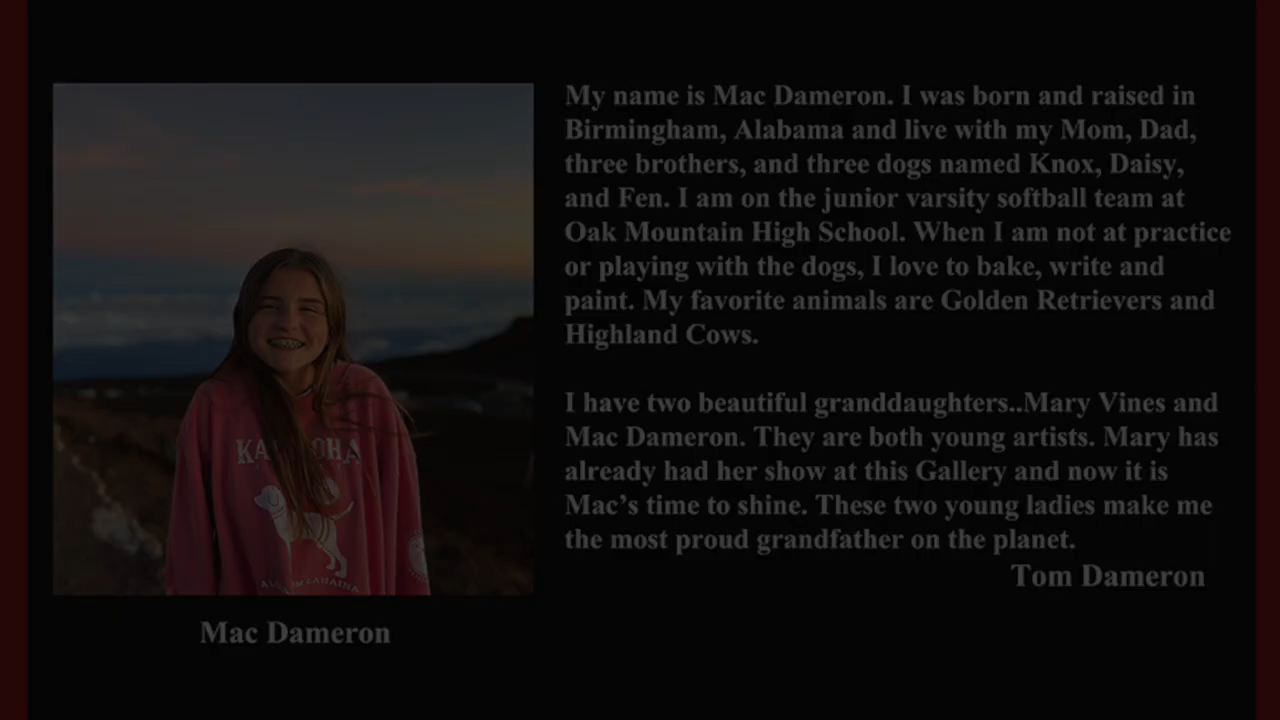 My name is Mac Dameron. I was born and raised in
Birmingham, Alabama and live with my Mom, Dad,
three brothers, and three dogs named Knox, Daisy,
and Fen. I am on the junior varsity softball team at
Oak Mountain High School. When I am not at practice
or playing with the dogs, I love to bake, write and
paint. My favorite animals are Golden Retrievers and
Highland Cows.
I have two beautiful granddaughters..Mary Vines and
Mac Dameron. They are both young artists. Mary has
already had her show at this Gallery and now it is
Mac’s time to shine. These two young ladies make me
the most proud grandfather on the planet.
Tom Dameron
Mac Dameron